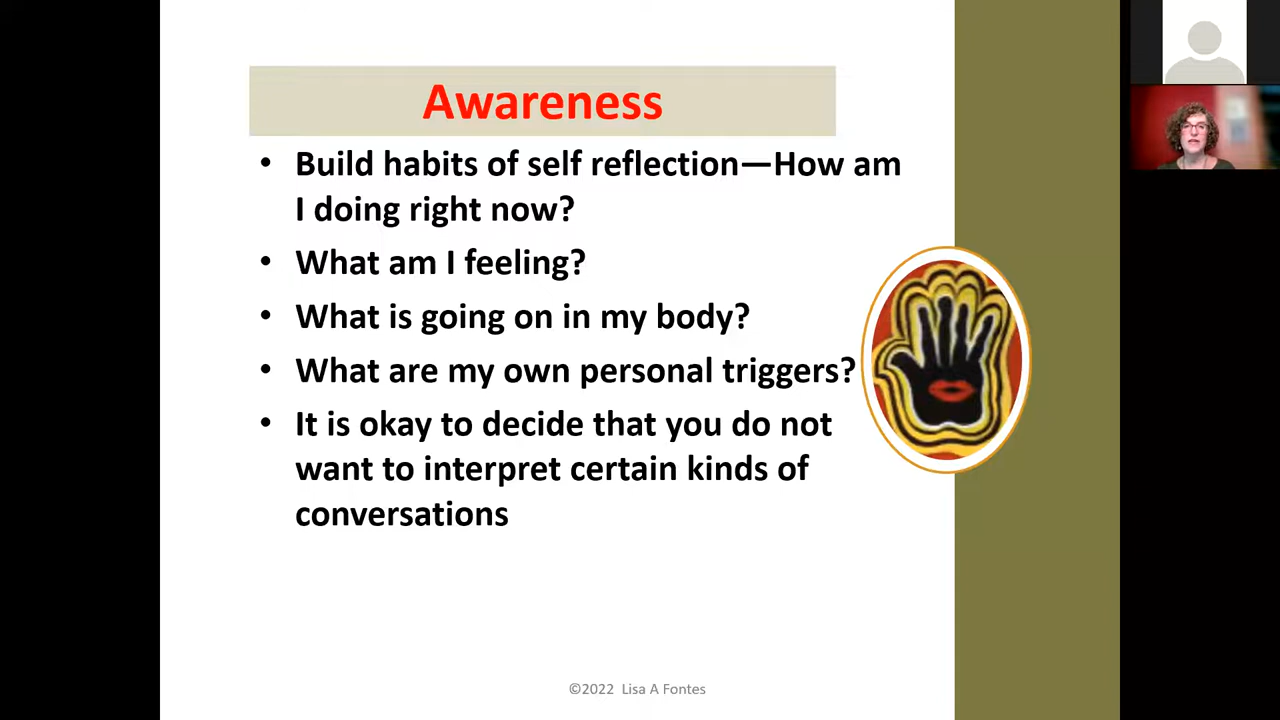 Awareness
• Build habits of self reflection—How am
I doing right now?
• What am I feeling?
• What is going on in my body?
• What are my own personal triggers?
• It is okay to decide that you do not
want to interpret certain kinds of
conversations
©2022 Lisa A Fontes